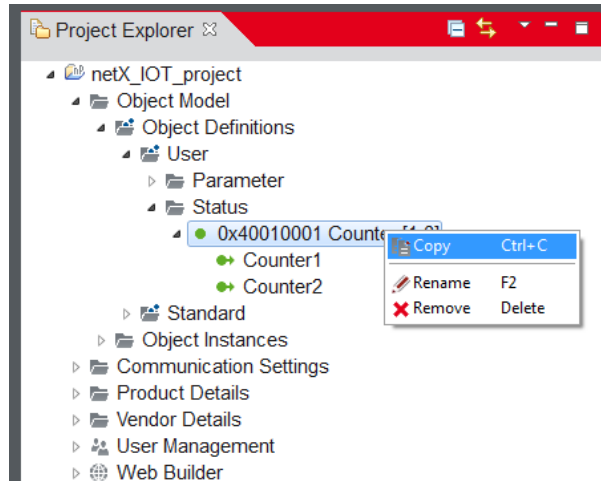 Project Explorer
netX_IOT_project
Object Model
Object Definitions
User
Parameter
Status
0x40010001
Copy Ctrl+C
Counter1
Rename F2
Counter2
Remove Delete
Standard
Object Instances
Communication Settings
Product Details
Vendor Details
User Management
Web Builder